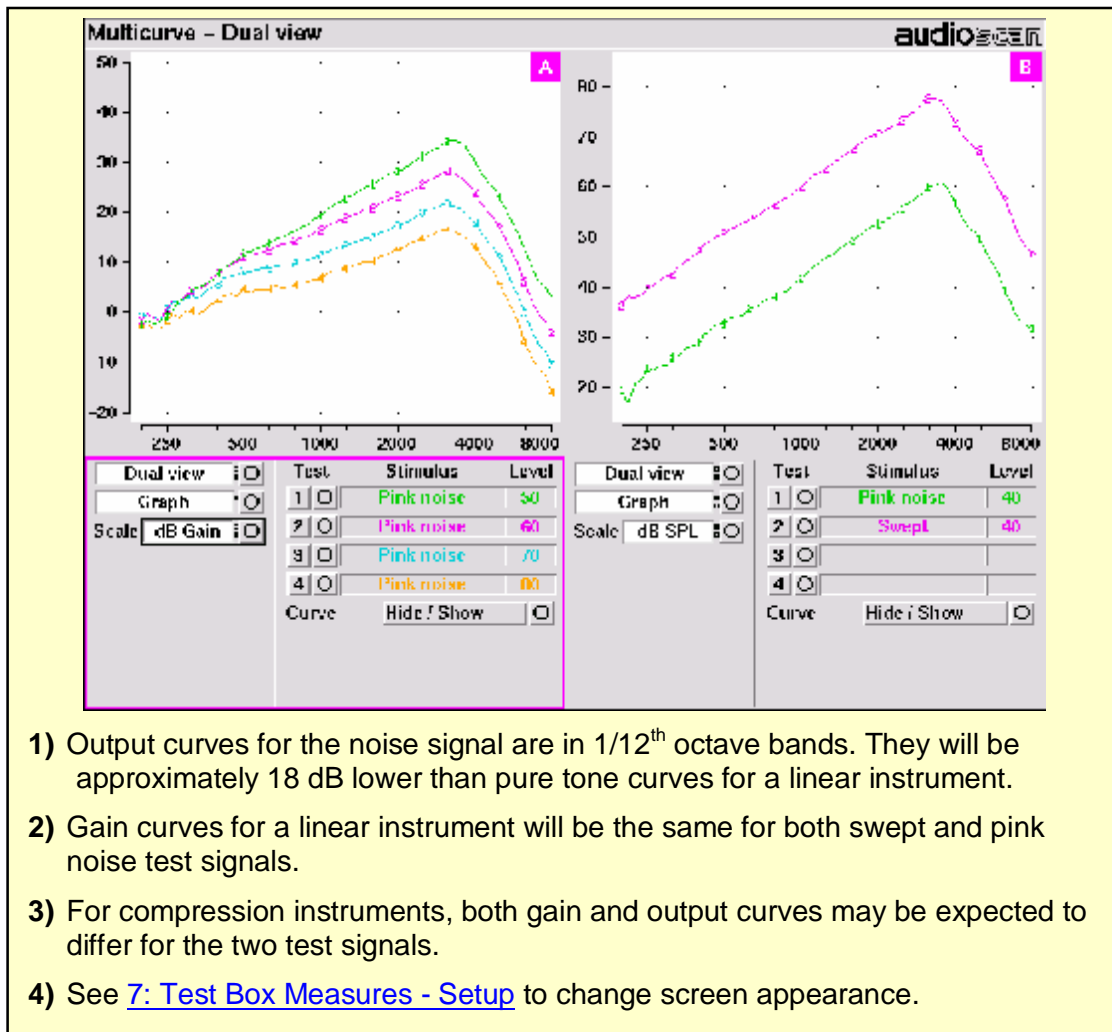 Multicurve – Dual view
audioscan
A
B
50
40
30
20
10
0
10
-20
250 500 1000 2000 4000 8000
80
70
60
50
40
30
20
250 500 1000 2000 4000 8000
Dual view
Graph
Scale dB Gain
Test Stimulus Level
1 Pink noise 50
2 Pink noise 60
3 Pink noise 70
4 Pink noise 80
Curve Hide / Show
Dual view
Graph
Scale dB SPL
Test Stimulus Level
1 Pink noise 40
2 Swept 40
3
4
Curve Hide / Show
1) Output curves for the noise signal are in 1/12th octave bands. They will be
approximately 18 dB lower than pure tone curves for a linear instrument.
2) Gain curves for a linear instrument will be the same for both swept and pink
noise test signals.
3) For compression instruments, both gain and output curves may be expected to
differ for the two test signals.
4) See 7: Test Box Measures - Setup to change screen appearance.